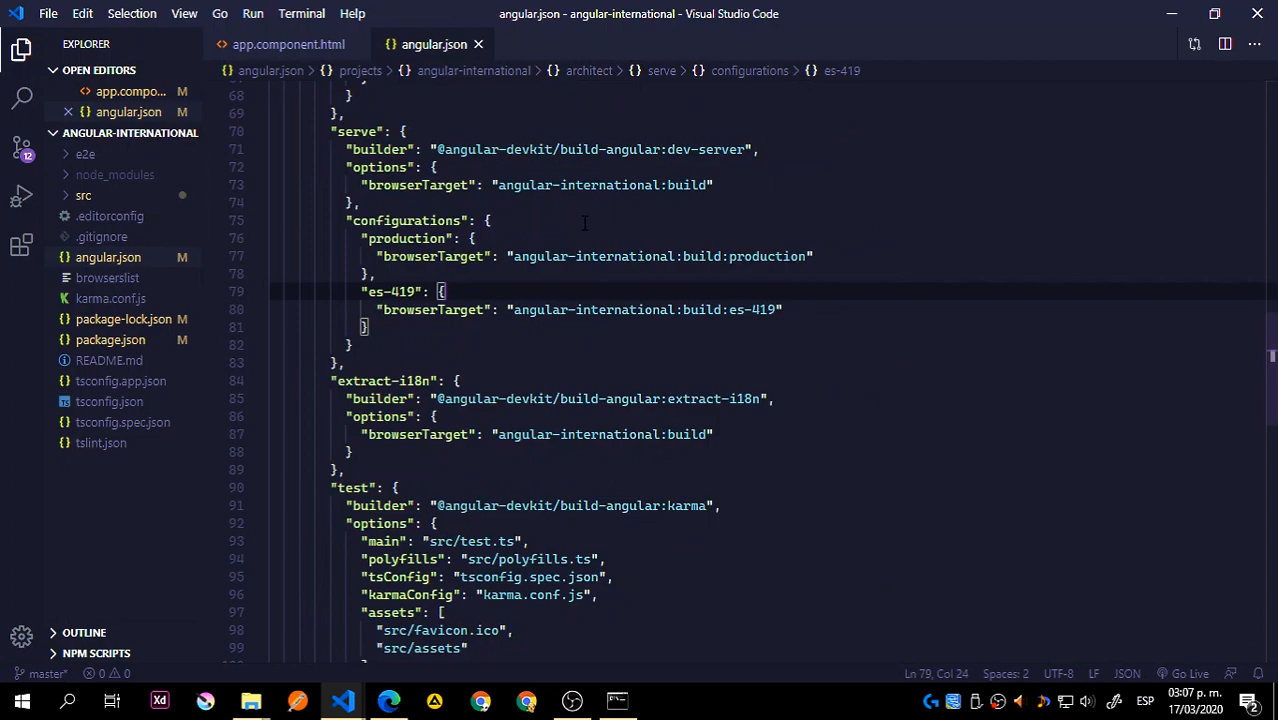 File Edit Selection View Go Run Terminal Help
angular.json - angular-international - Visual Studio Code
EXPLORER
app.component.html
angular.json
OPEN EDITORS
app.compo... M
angular.json M
ANGULAR-INTERNATIONAL
e2e
node_modules
src
.editorconfig
.gitignore
angular.json M
browserslist
karma.conf.js
package-lock.json M
package.json M
README.md
tsconfig.app.json
tsconfig.json
tsconfig.spec.json
tslint.json
OUTLINE
NPM SCRIPTS
angular.json > projects > angular-international > architect > serve > configurations > es-419
68 }
69 },
70 "serve": {
71 "builder": "@angular-devkit/build-angular:dev-server",
72 "options": {
73 "browserTarget": "angular-international:build"
74 },
75 "configurations": {
76 "production": {
77 "browserTarget": "angular-international:build:production"
78 },
79 "es-419": {
80 "browserTarget": "angular-international:build:es-419"
81 }
82 }
83 },
84 "extract-i18n": {
85 "builder": "@angular-devkit/build-angular:extract-i18n",
86 "options": {
87 "browserTarget": "angular-international:build"
88 }
89 },
90 "test": {
91 "builder": "@angular-devkit/build-angular:karma",
92 "options": {
93 "main": "src/test.ts",
94 "polyfills": "src/polyfills.ts",
95 "tsConfig": "tsconfig.spec.json",
96 "karmaConfig": "karma.conf.js",
97 "assets": [
98 "src/favicon.ico",
99 "src/assets"
12
master* 0 0
Ln 79, Col 24 Spaces: 2 UTF-8 LF JSON Go Live
Xd
ESP
03:07 p. m.
17/03/2020
2